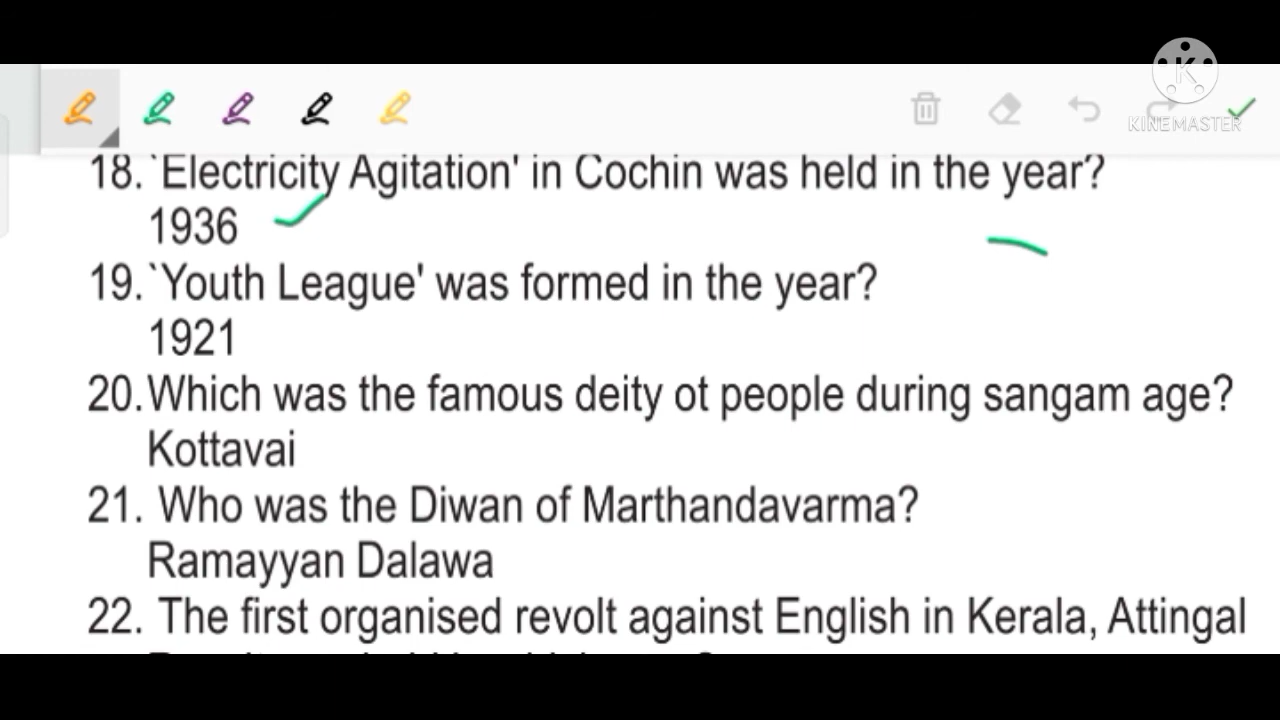 KINEMASTER
18. `Electricity Agitation' in Cochin was held in the year?
1936
19. `Youth League' was formed in the year?
1921
20. Which was the famous deity ot people during sangam age?
Kottavai
21. Who was the Diwan of Marthandavarma?
Ramayyan Dalawa
22. The first organised revolt against English in Kerala, Attingal